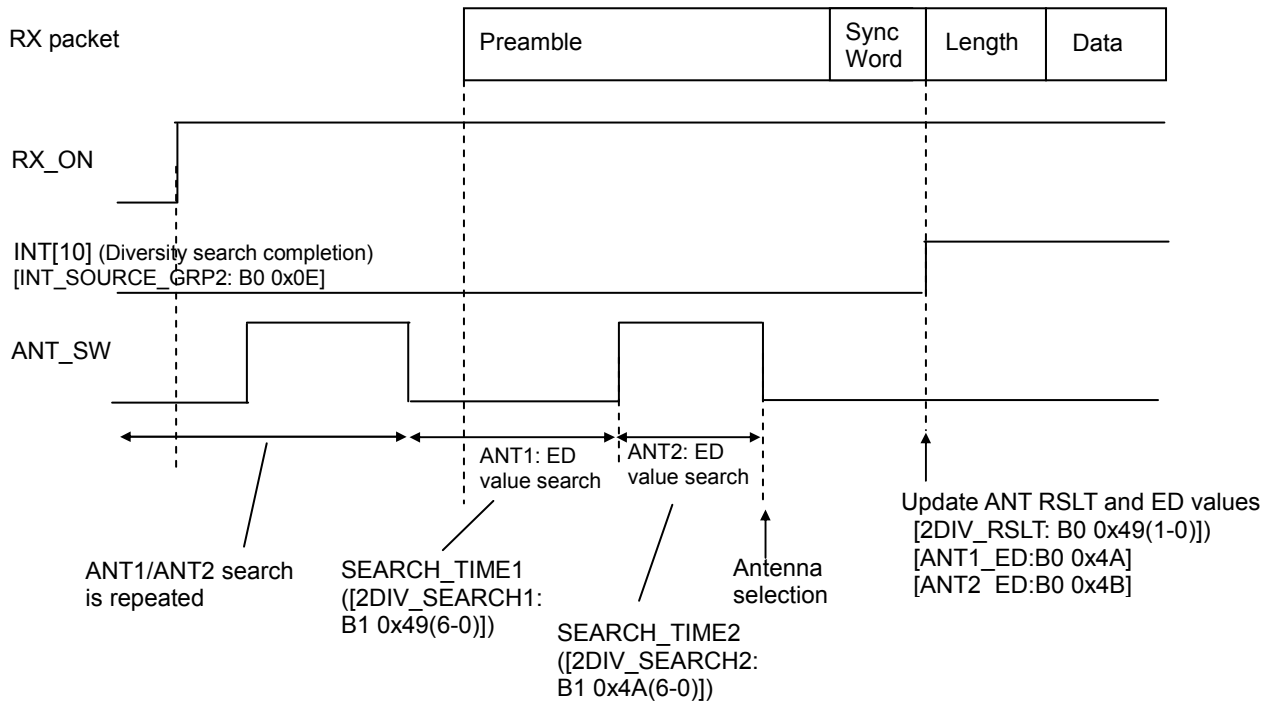 RX packet
Preamble
Sync
Word
Length
Data
RX_ON
INT[10] (Diversity search completion)
[INT_SOURCE_GRP2: B0 0x0E]
ANT_SW
ANT1: ED
value search
ANT2: ED
value search
ANT1/ANT2 search
is repeated
SEARCH_TIME1
([2DIV_SEARCH1:
B1 0x49(6-0)])
SEARCH_TIME2
([2DIV_SEARCH2:
B1 0x4A(6-0)])
Antenna
selection
Update ANT RSLT and ED values
[2DIV_RSLT: B0 0x49(1-0)])
[ANT1_ED:B0 0x4A]
[ANT2 ED:B0 0x4B]